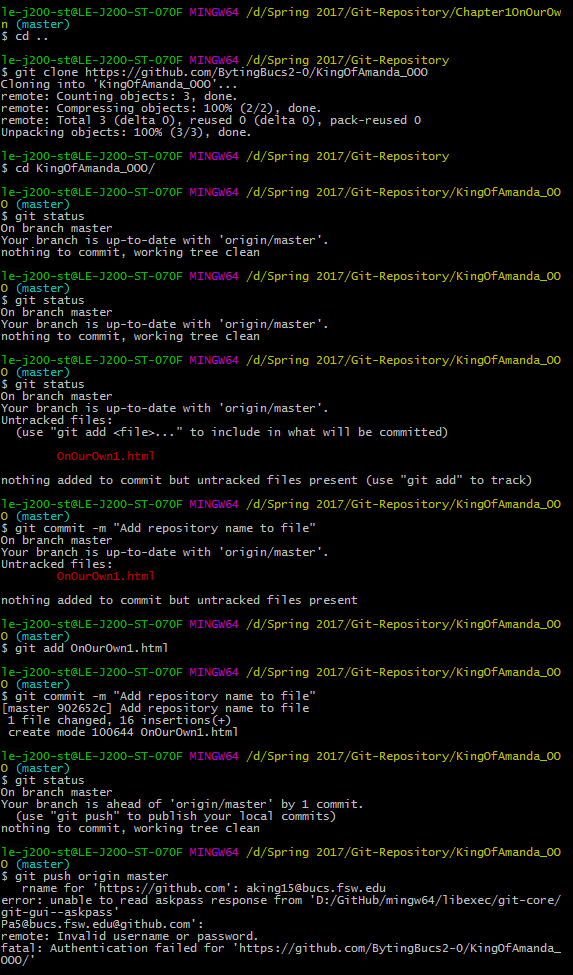 le-j200-st@LE-J200-ST-070F MINGW64 /d/Spring 2017/Git-Repository/Chapter1OnOurOw
n (master)
$ cd ..
le-j200-st@LE-J200-ST-070F MINGW64 /d/Spring 2017/Git-Repository
$ git clone https://github.com/BytingBucs2-0/KingOfAmanda_OOO
Cloning into 'KingOfAmanda_OOO'...
remote: Counting objects: 3, done.
remote: Compressing objects: 100% (2/2), done.
remote: Total 3 (delta 0), reused 0 (delta 0), pack-reused 0
Unpacking objects: 100% (3/3), done.
le-j200-st@LE-J200-ST-070F MINGW64 /d/Spring 2017/Git-Repository
$ cd KingOfAmanda_OOO/
le-j200-st@LE-J200-ST-070F MINGW64 /d/Spring 2017/Git-Repository/KingOfAmanda_OO
O (master)
$ git status
On branch master
Your branch is up-to-date with 'origin/master'.
nothing to commit, working tree clean
le-j200-st@LE-J200-ST-070F MINGW64 /d/Spring 2017/Git-Repository/KingOfAmanda_OO
O (master)
$ git status
On branch master
Your branch is up-to-date with 'origin/master'.
nothing to commit, working tree clean
le-j200-st@LE-J200-ST-070F MINGW64 /d/Spring 2017/Git-Repository/KingOfAmanda_OO
O (master)
$ git status
On branch master
Your branch is up-to-date with 'origin/master'.
Untracked files:
(use "git add <file>..." to include in what will be committed)
OnOurOwn1.html
nothing added to commit but untracked files present (use "git add" to track)
le-j200-st@LE-J200-ST-070F MINGW64 /d/Spring 2017/Git-Repository/KingOfAmanda_OO
O (master)
$ git commit -m "Add repository name to file"
On branch master
Your branch is up-to-date with 'origin/master'.
Untracked files:
OnOurOwn1.html
nothing added to commit but untracked files present
le-j200-st@LE-J200-ST-070F MINGW64 /d/Spring 2017/Git-Repository/KingOfAmanda_OO
O (master)
$ git add OnOurOwn1.html
le-j200-st@LE-J200-ST-070F MINGW64 /d/Spring 2017/Git-Repository/KingOfAmanda_OO
O (master)
$ git commit -m "Add repository name to file"
[master 902652c] Add repository name to file
1 file changed, 16 insertions(+)
create mode 100644 OnOurOwn1.html
le-j200-st@LE-J200-ST-070F MINGW64 /d/Spring 2017/Git-Repository/KingOfAmanda_OO
O (master)
$ git status
On branch master
Your branch is ahead of 'origin/master' by 1 commit.
(use "git push" to publish your local commits)
nothing to commit, working tree clean
le-j200-st@LE-J200-ST-070F MINGW64 /d/Spring 2017/Git-Repository/KingOfAmanda_OO
O (master)
$ git push origin master
rname for 'https://github.com': aking15@bucs.fsw.edu
error: unable to read askpass response from 'D:/GitHub/mingw64/libexec/git-core/
git-gui--askpass'
Pa5@bucs.fsw.edu@github.com':
remote: Invalid username or password.
fatal: Authentication failed for 'https://github.com/BytingBucs2-0/KingOfAmanda_
OOO/'